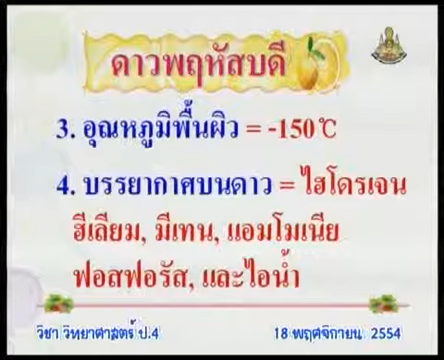 ดาวพฤหัสบดี
3. อุณหภูมิพื้นผิว = -150 ℃
4. บรรยากาศบนดาว = ไฮโดรเจน
ฮีเลียม, มีเทน, แอมโมเนีย
ฟอสฟอรัส, และไอน้ำ
วิชา วิทยาศาสตร์ ป.4
18 พฤศจิกายน 2554